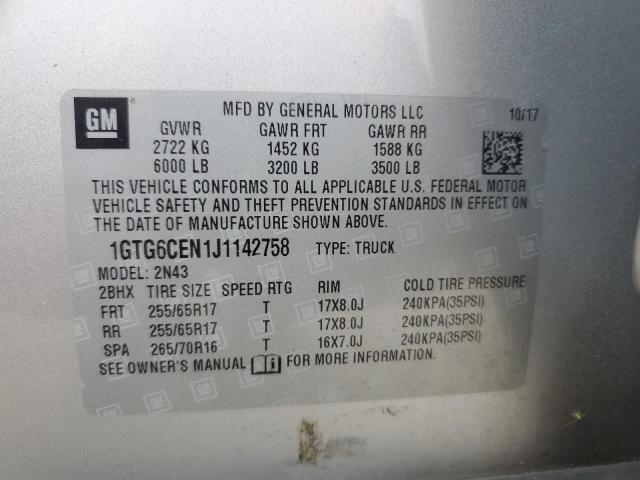 GM
MFD BY GENERAL MOTORS LLC 10/17
GVWR GAWR FRT GAWR RR
2722 KG 1452 KG 1588 KG
6000 LB 3200 LB 3500 LB
THIS VEHICLE CONFORMS TO ALL APPLICABLE U.S. FEDERAL MOTOR
VEHICLE SAFETY AND THEFT PREVENTION STANDARDS IN EFFECT ON
THE DATE OF MANUFACTURE SHOWN ABOVE.
1GTG6CEN1J1142758 TYPE: TRUCK
MODEL: 2N43
2BHX TIRE SIZE SPEED RTG RIM COLD TIRE PRESSURE
FRT 255/65R17 T 17X8.0J 240KPA(35PSI)
RR 255/65R17 T 17X8.0J 240KPA(35PSI)
SPA 265/70R16 T 16X7.0J 240KPA(35PSI)
SEE OWNER'S MANUAL FOR MORE INFORMATION.